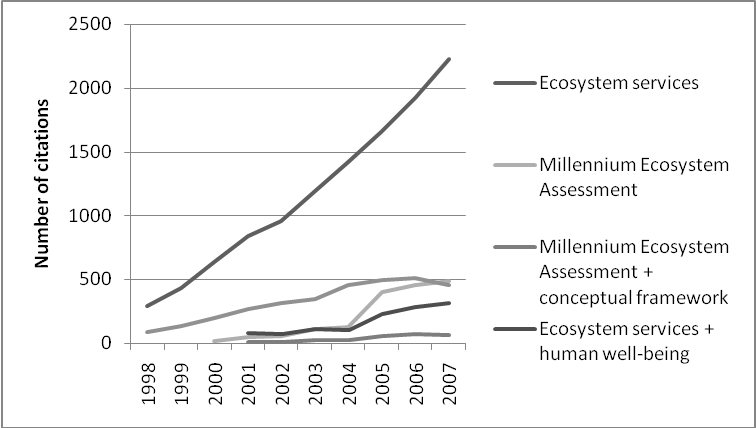 2500
2000
1500
1000
500
0
Number of citations
1998
1999
2000
2001
2002
2003
2004
2005
2006
2007
Ecosystem services
Millennium Ecosystem
Assessment
Millennium Ecosystem
Assessment +
conceptual framework
Ecosystem services +
human well-being